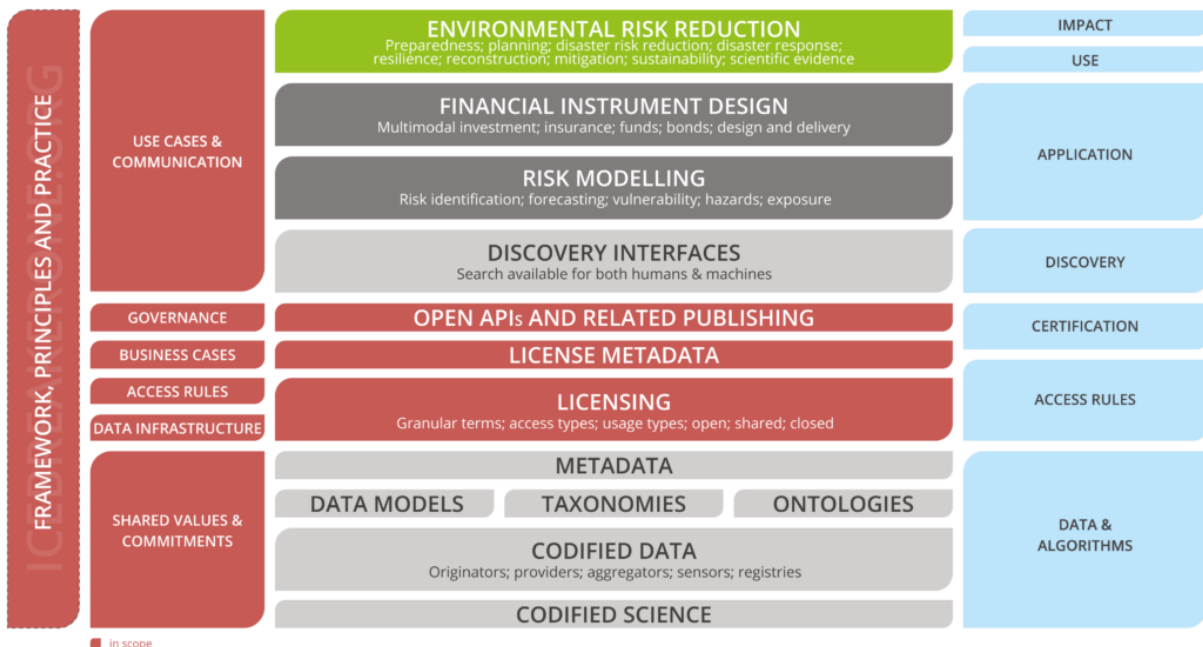 FRAMEWORK, PRINCIPLES AND PRACTICE
ICEBREAKERONE.ORG
USE CASES &
COMMUNICATION
GOVERNANCE
BUSINESS CASES
ACCESS RULES
DATA INFRASTRUCTURE
SHARED VALUES &
COMMITMENTS
ENVIRONMENTAL RISK REDUCTION
Preparedness; planning; disaster risk reduction; disaster response;
resilience; reconstruction; mitigation; sustainability; scientific evidence
FINANCIAL INSTRUMENT DESIGN
Multimodal investment; insurance; funds; bonds; design and delivery
RISK MODELLING
Risk identification; forecasting; vulnerability; hazards; exposure
DISCOVERY INTERFACES
Search available for both humans & machines
OPEN APIs AND RELATED PUBLISHING
LICENSE METADATA
LICENSING
Granular terms; access types; usage types; open; shared; closed
METADATA
DATA MODELS
TAXONOMIES
ONTOLOGIES
CODIFIED DATA
Originators; providers; aggregators; sensors; registries
CODIFIED SCIENCE
IMPACT
USE
APPLICATION
DISCOVERY
CERTIFICATION
ACCESS RULES
DATA &
ALGORITHMS
in scope